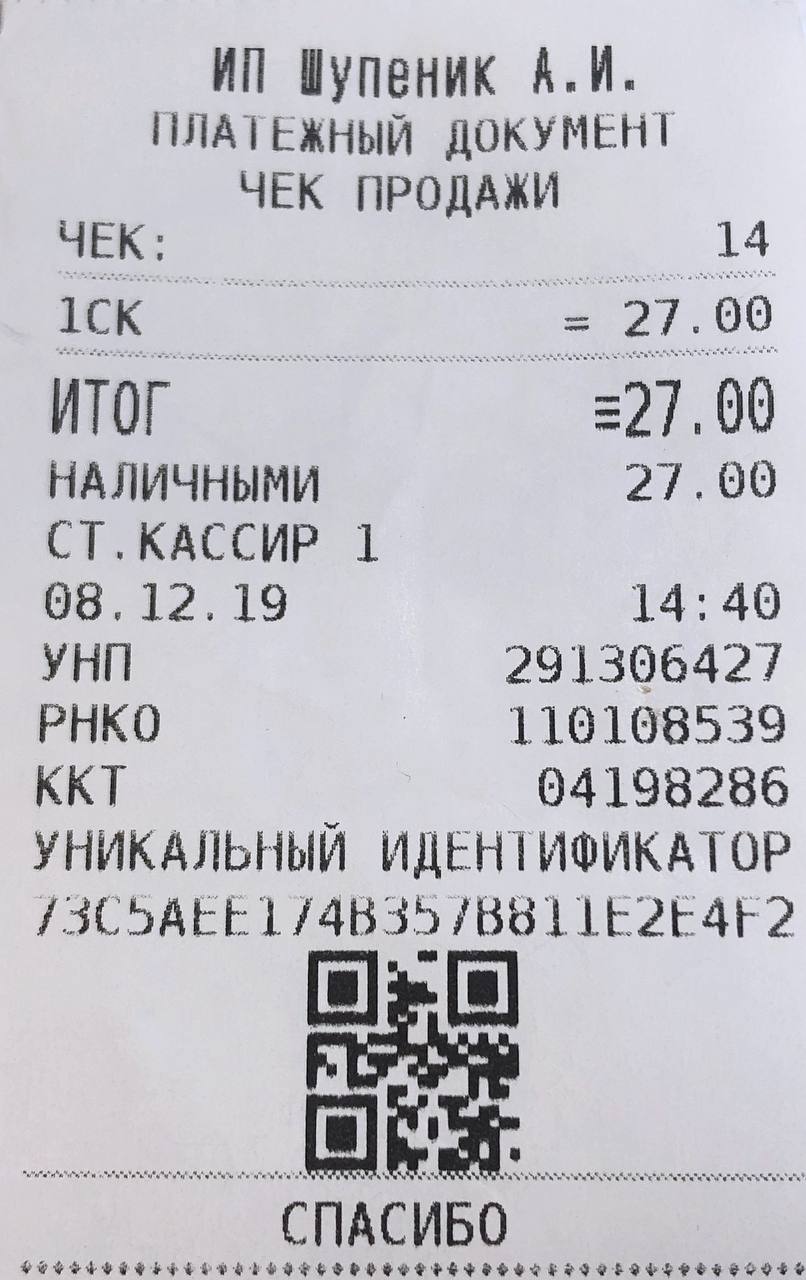 ИП Шупеник А.И.
ПЛАТЕЖНЫЙ ДОКУМЕНТ
ЧЕК ПРОДАЖИ
ЧЕК: 14
1СК = 27.00
ИТОГ ≡27.00
НАЛИЧНЫМИ 27.00
СТ.КАССИР 1
08.12.19 14:40
УНП 291306427
РНКО 110108539
ККТ 04198286
УНИКАЛЬНЫЙ ИДЕНТИФИКАТОР
73C5AEE174B357B811E2E4F2
СПАСИБО